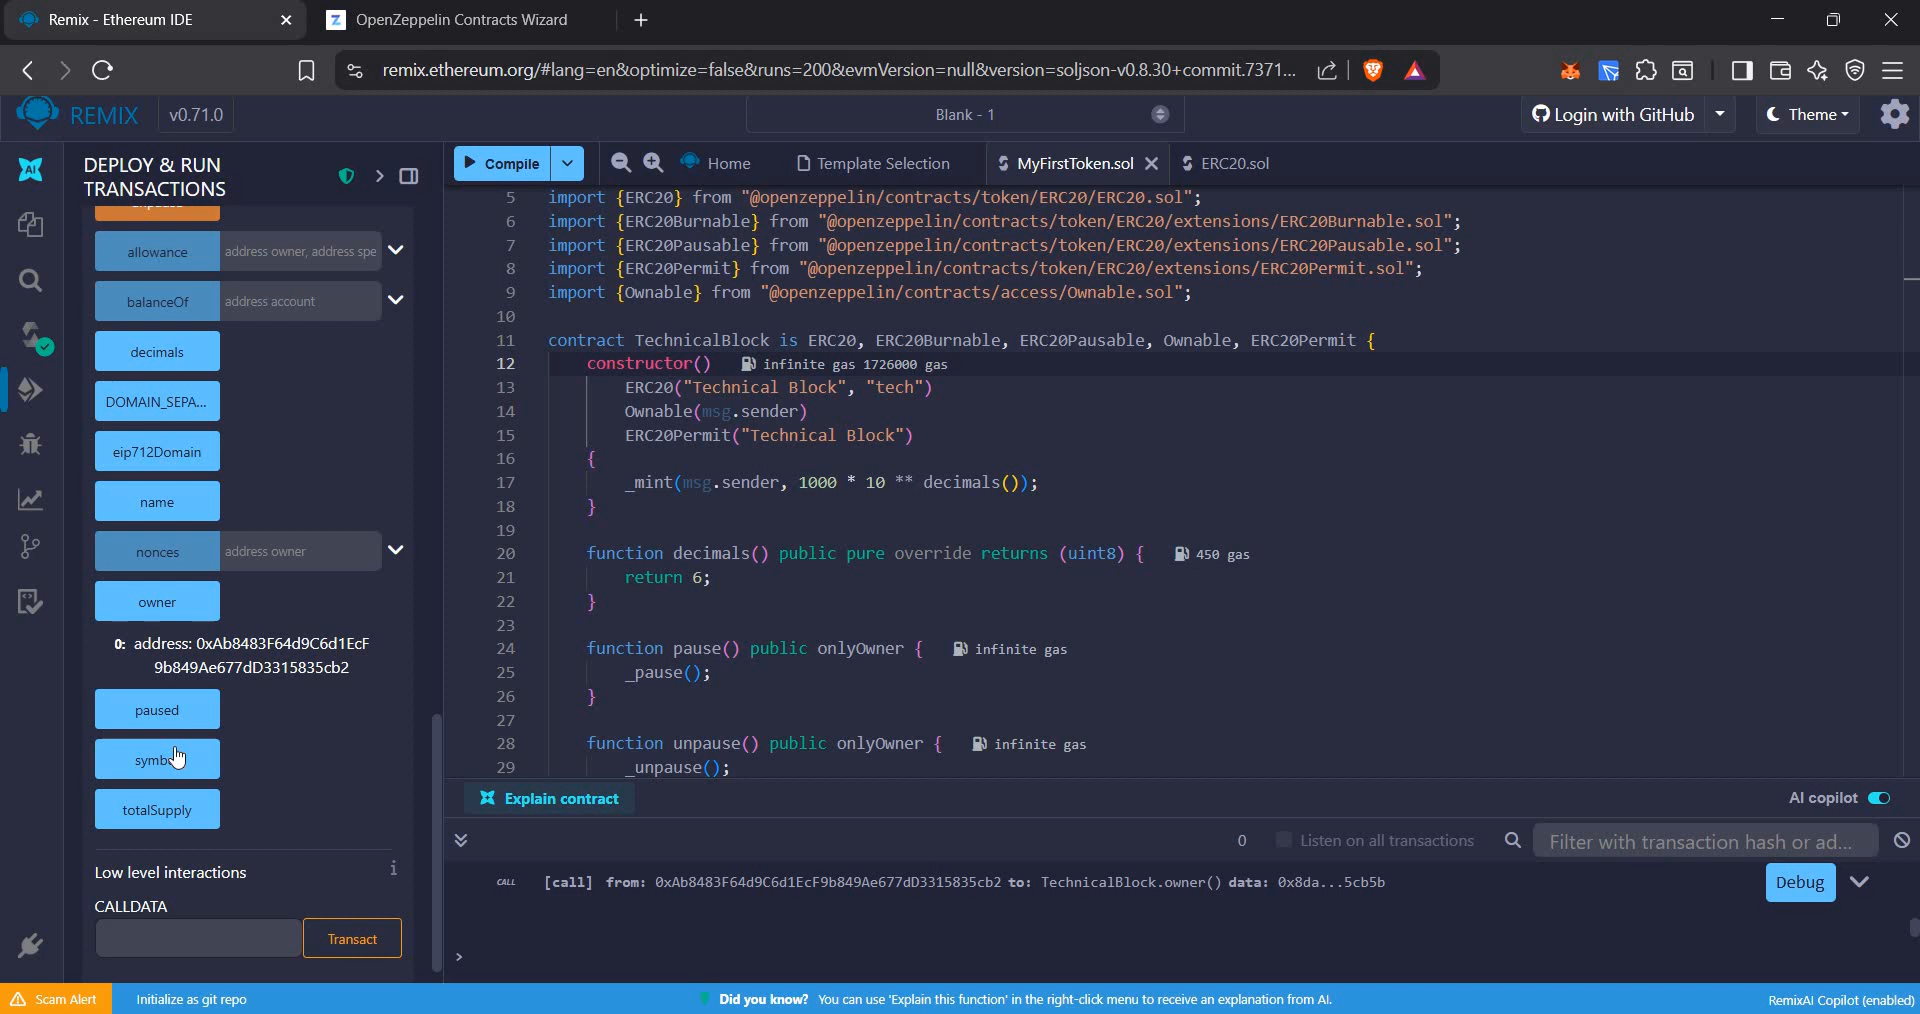 Remix - Ethereum IDE
OpenZeppelin Contracts Wizard
remix.ethereum.org/#lang=en&optimize=false&runs=200&evmVersion=null&version=soljson-v0.8.30+commit.7371...
REMIX
v0.71.0
Blank - 1
Login with GitHub
Theme
DEPLOY & RUN
TRANSACTIONS
Compile
Home
Template Selection
MyFirstToken.sol
ERC20.sol
allowance
address owner, address spe
balanceOf
address account
decimals
DOMAIN_SEPA...
eip712Domain
name
nonces
address owner
owner
0: address: 0xAb8483F64d9C6d1EcF
9b849Ae677dD3315835cb2
paused
totalSupply
Low level interactions
i
CALLDATA
Transact
5 import {ERC20} from "@openzeppelin/contracts/token/ERC20/ERC20.sol";
6 import {ERC20Burnable} from "@openzeppelin/contracts/token/ERC20/extensions/ERC20Burnable.sol";
7 import {ERC20Pausable} from "@openzeppelin/contracts/token/ERC20/extensions/ERC20Pausable.sol";
8 import {ERC20Permit} from "@openzeppelin/contracts/token/ERC20/extensions/ERC20Permit.sol";
9 import {Ownable} from "@openzeppelin/contracts/access/Ownable.sol";
10
11 contract TechnicalBlock is ERC20, ERC20Burnable, ERC20Pausable, Ownable, ERC20Permit {
12 constructor() infinite gas 1726000 gas
13 ERC20("Technical Block", "tech")
14 Ownable(msg.sender)
15 ERC20Permit("Technical Block")
16 {
17 _mint(msg.sender, 1000 * 10 ** decimals());
18 }
19
20 function decimals() public pure override returns (uint8) { 450 gas
21 return 6;
22 }
23
24 function pause() public onlyOwner { infinite gas
25 _pause();
26 }
27
28 function unpause() public onlyOwner { infinite gas
29 _unpause();
Explain contract
AI copilot
0
Listen on all transactions
Filter with transaction hash or ad...
CALL [call] from: 0xAb8483F64d9C6d1EcF9b849Ae677dD3315835cb2 to: TechnicalBlock.owner() data: 0x8da...5cb5b
Debug
>
Scam Alert
Initialize as git repo
Did you know? You can use 'Explain this function' in the right-click menu to receive an explanation from AI.
RemixAI Copilot (enabled)